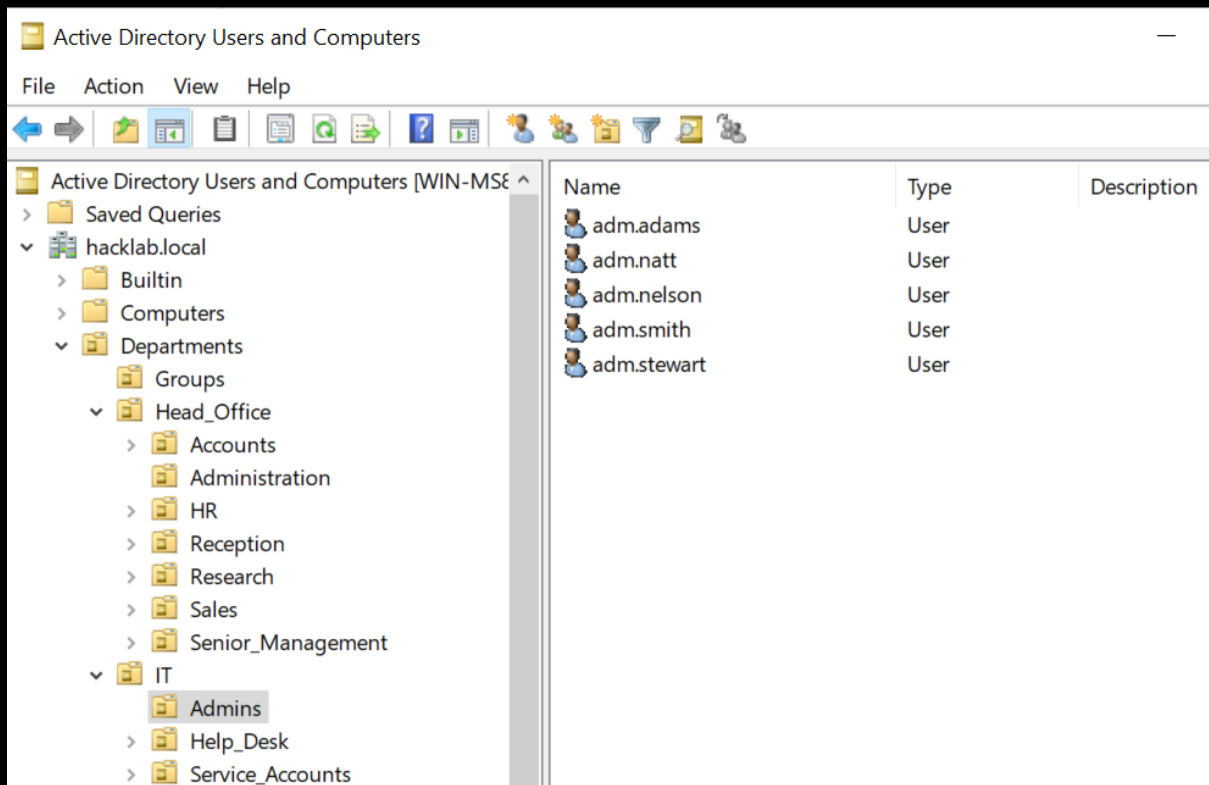 Active Directory Users and Computers
File Action View Help
Active Directory Users and Computers [WIN-MS8
Saved Queries
hacklab.local
Builtin
Computers
Departments
Groups
Head_Office
Accounts
Administration
HR
Reception
Research
Sales
Senior_Management
IT
Admins
Help_Desk
Service_Accounts
Name Type Description
adm.adams User
adm.natt User
adm.nelson User
adm.smith User
adm.stewart User